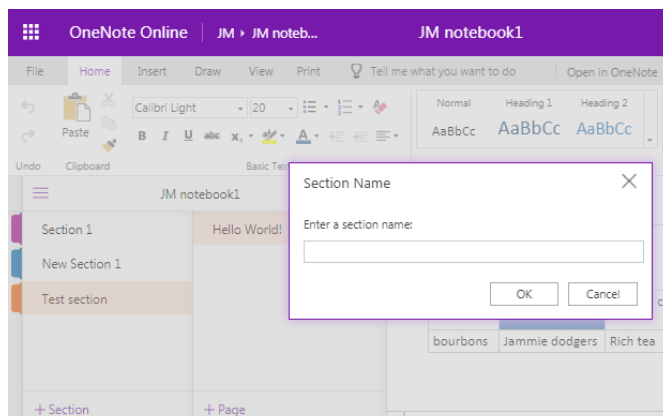 OneNote Online JM › JM noteb... JM notebook1
File Home Insert Draw View Print Tell me what you want to do Open in OneNote
Paste Calibri Light 20 Normal Heading 1 Heading 2
B I U abc x₂ A AaBbCc AaBbCc AaBbCc
Undo Clipboard Basic Tex
JM notebook1
Section Name
Section 1 Hello World! Enter a section name:
New Section 1
Test section OK Cancel
bourbons Jammie dodgers Rich tea
+ Section + Page